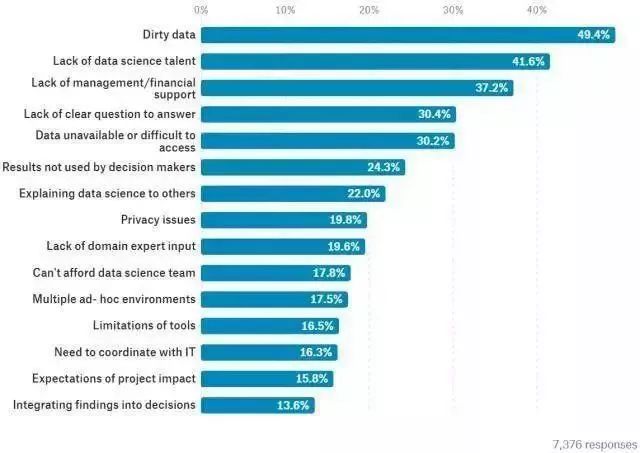 0% 10% 20% 30% 40%
Dirty data 49.4%
Lack of data science talent 41.6%
Lack of management/financial
support 37.2%
Lack of clear question to answer 30.4%
Data unavailable or difficult to
access 30.2%
Results not used by decision makers 24.3%
Explaining data science to others 22.0%
Privacy issues 19.8%
Lack of domain expert input 19.6%
Can't afford data science team 17.8%
Multiple ad- hoc environments 17.5%
Limitations of tools 16.5%
Need to coordinate with IT 16.3%
Expectations of project impact 15.8%
Integrating findings into decisions 13.6%
7,376 responses